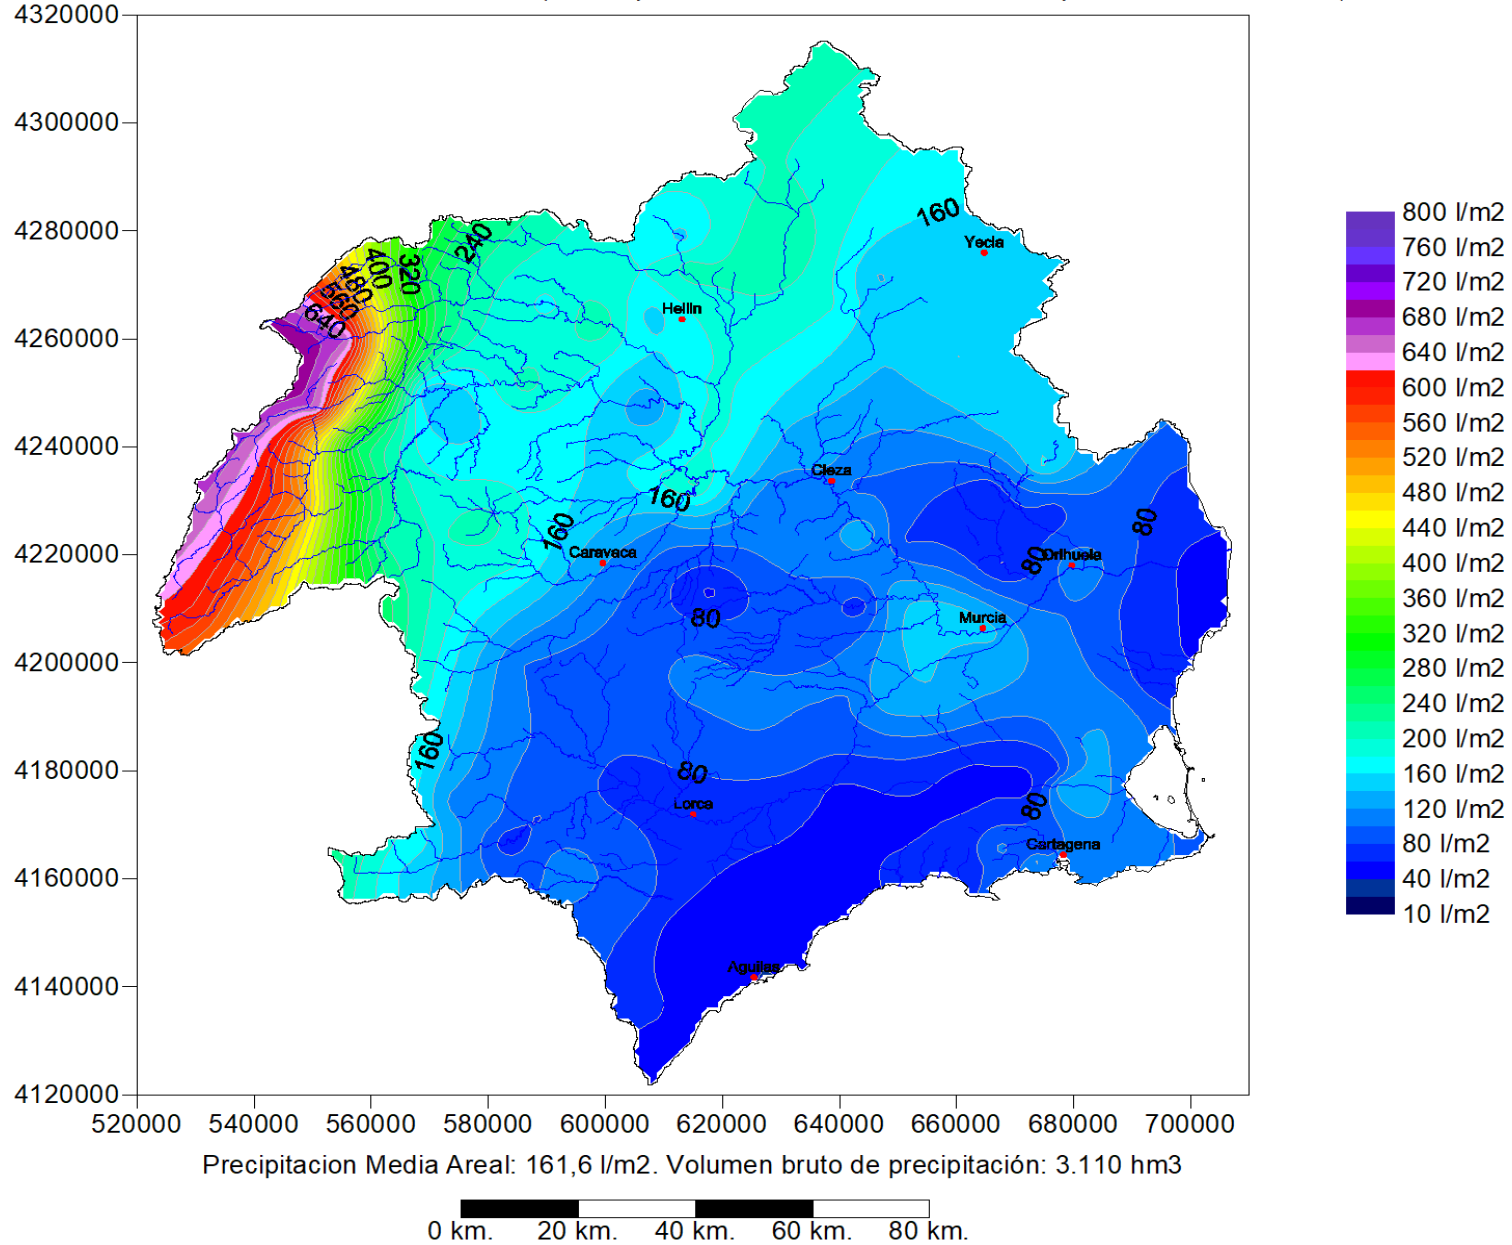 4320000
4300000
4280000
4260000
4240000
4220000
4200000
4180000
4160000
4140000
4120000
520000 540000 560000 580000 600000 620000 640000 660000 680000 700000
160
Yecla
240
400
320
480
560
640
Hellin
Cieza
160
160
Caravaca
80
80
Orihuela
80
Murcia
160
80
Lorca
80
Cartagena
Aguilas
800 l/m2
760 l/m2
720 l/m2
680 l/m2
640 l/m2
600 l/m2
560 l/m2
520 l/m2
480 l/m2
440 l/m2
400 l/m2
360 l/m2
320 l/m2
280 l/m2
240 l/m2
200 l/m2
160 l/m2
120 l/m2
80 l/m2
40 l/m2
10 l/m2
Precipitacion Media Areal: 161,6 l/m2. Volumen bruto de precipitación: 3.110 hm3
0 km. 20 km. 40 km. 60 km. 80 km.